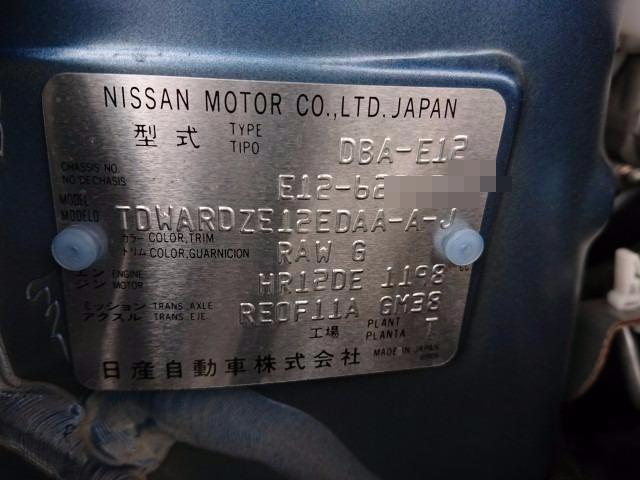 NISSAN MOTOR CO.,LTD. JAPAN
型式 TYPE TIPO DBA-E12
CHASSIS NO. NO.DE CHASIS E12-62
MODEL MODELO TDWARDZE12EDAA-A-J
カラー COLOR,TRIM トリム COLOR,GUARNICION RAW G
エンジン ENGINE MOTOR HR12DE 1198
ミッション アクスル TRANS.AXLE TRANS.EJE REOF11A GM38
工場 PLANT PLANTA T
日産自動車株式会社 MADE IN JAPAN